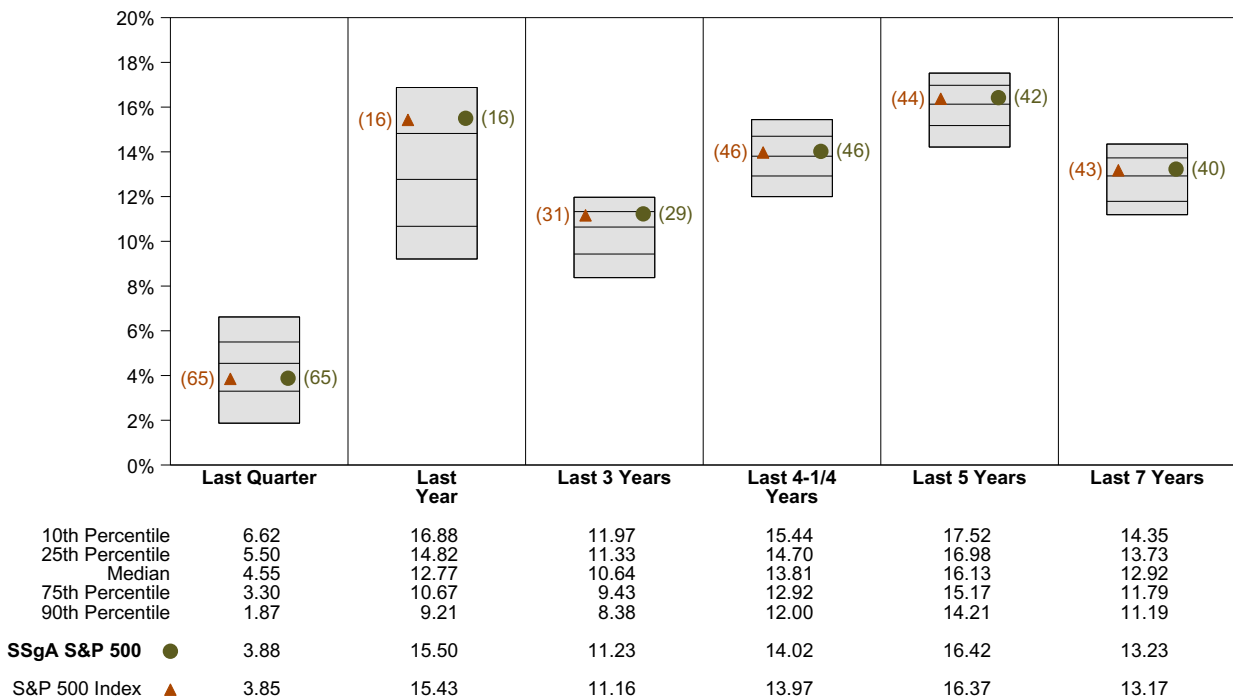 20%
18%
16%
14%
12%
10%
8%
6%
4%
2%
0%
(65) (65)
(16) (16)
(31) (29)
(46) (46)
(44) (42)
(43) (40)
Last Quarter Last Year Last 3 Years Last 4-1/4 Years Last 5 Years Last 7 Years
10th Percentile 6.62 16.88 11.97 15.44 17.52 14.35
25th Percentile 5.50 14.82 11.33 14.70 16.98 13.73
Median 4.55 12.77 10.64 13.81 16.13 12.92
75th Percentile 3.30 10.67 9.43 12.92 15.17 11.79
90th Percentile 1.87 9.21 8.38 12.00 14.21 11.19
SSgA S&P 500 3.88 15.50 11.23 14.02 16.42 13.23
S&P 500 Index 3.85 15.43 11.16 13.97 16.37 13.17